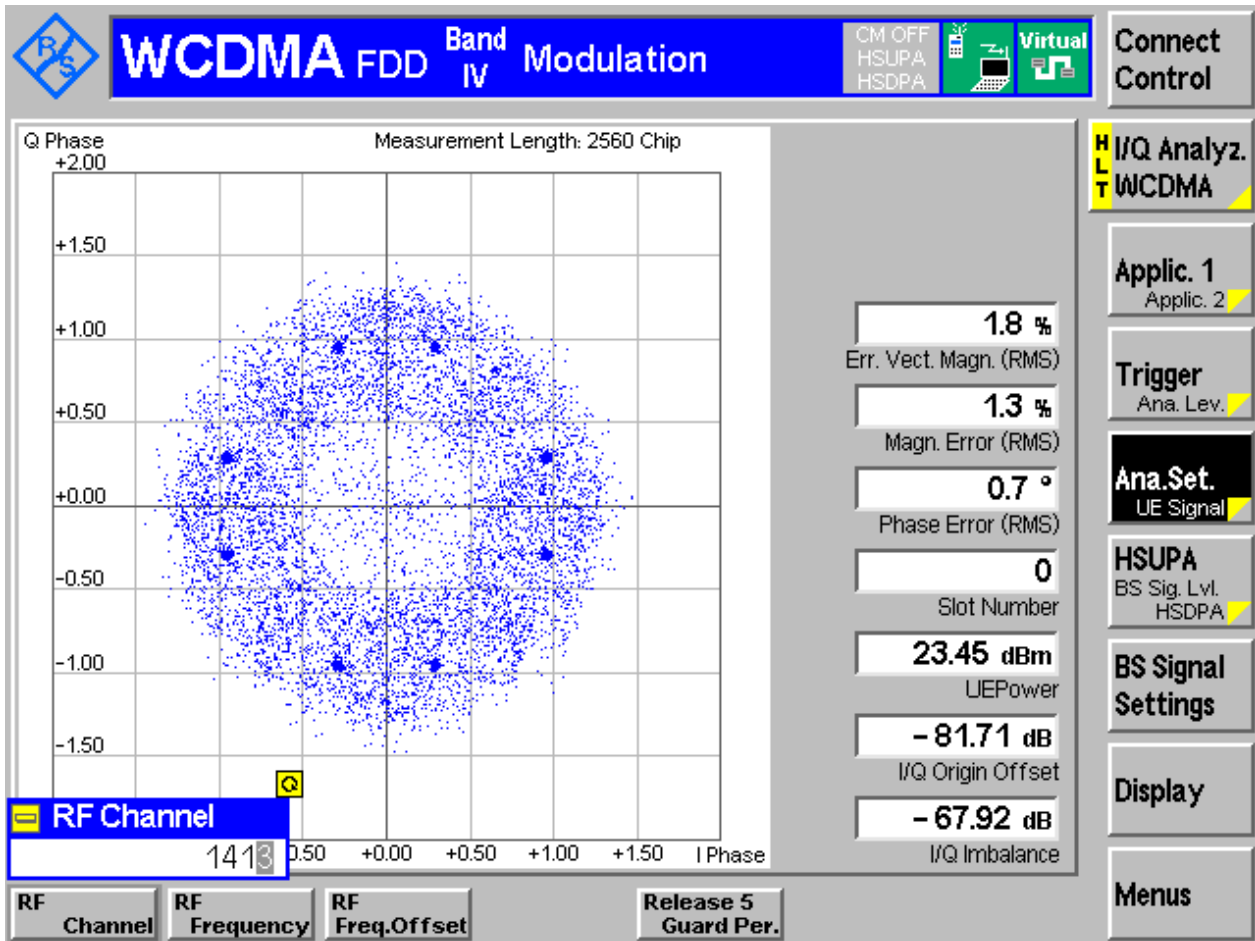 R/S
WCDMA FDD Band IV Modulation
CM OFF
HSUPA
HSDPA
Virtual
Connect
Control
Q Phase
Measurement Length: 2560 Chip
+2.00
+1.50
+1.00
+0.50
+0.00
-0.50
-1.00
-1.50
Q
RF Channel
1413
0.50 +0.00 +0.50 +1.00 +1.50 I Phase
1.8 %
Err. Vect. Magn. (RMS)
1.3 %
Magn. Error (RMS)
0.7 °
Phase Error (RMS)
0
Slot Number
23.45 dBm
UEPower
-81.71 dB
I/Q Origin Offset
-67.92 dB
I/Q Imbalance
HLT
I/Q Analyz.
WCDMA
Applic. 1
Applic. 2
Trigger
Ana. Lev.
Ana.Set.
UE Signal
HSUPA
BS Sig. Lvl.
HSDPA
BS Signal
Settings
Display
Menus
RF
Channel
RF
Frequency
RF
Freq.Offset
Release 5
Guard Per.